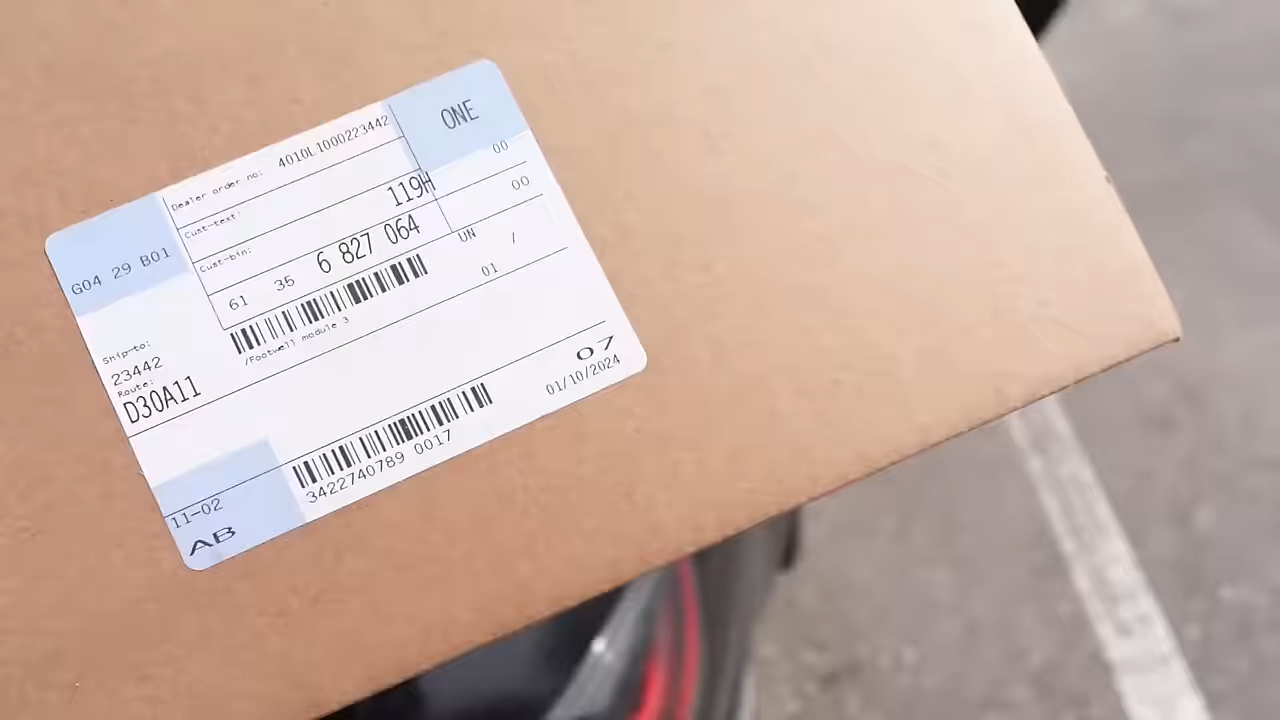 ONE
Dealer order no: 4010L1000223442
00
Cust-text: 119H
00
G04 29 B01
Cust-bin:
61 35 6 827 064
UN /
01
/Footwell module 3
Ship-to:
23442
Route:
D30A11
07
01/10/2024
3422740789 0017
11-02
AB